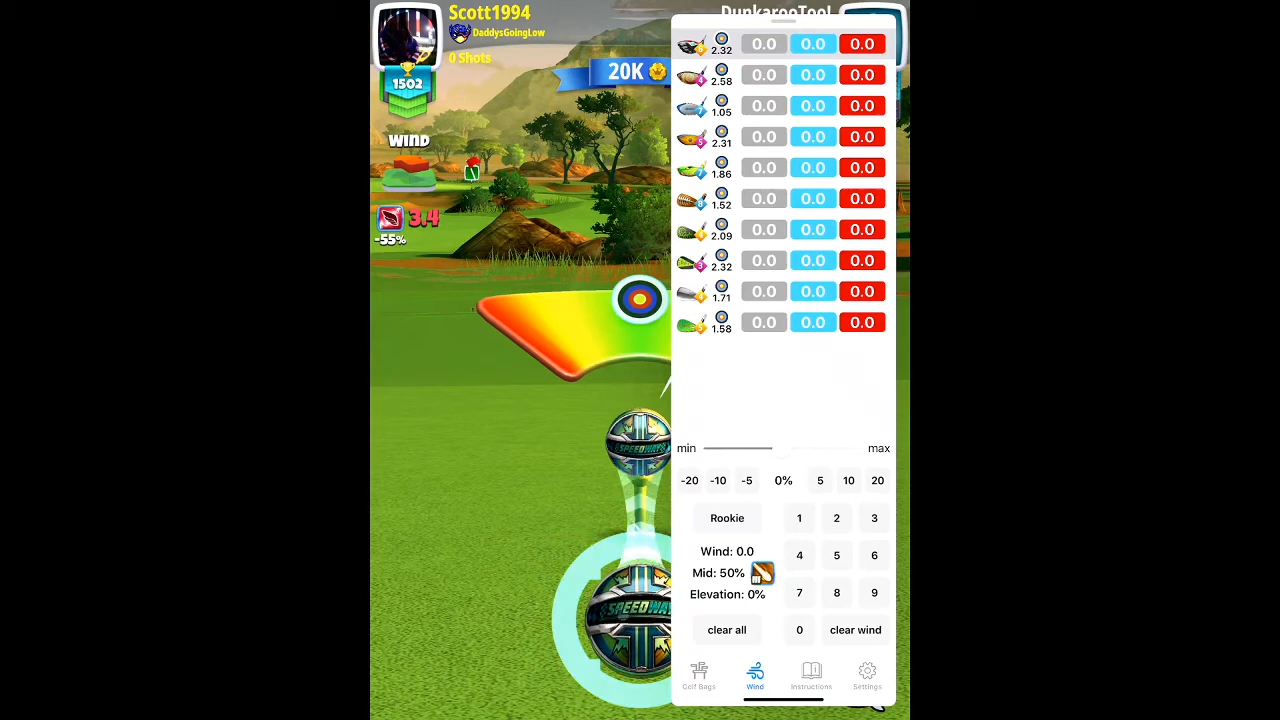 Scott1994
DaddysGoingLow
0 Shots
1502
20K
WIND
3.4
-55%
SPEEDWAY
SPEEDWAY
2.32 0.0 0.0 0.0
2.58 0.0 0.0 0.0
1.05 0.0 0.0 0.0
2.31 0.0 0.0 0.0
1.86 0.0 0.0 0.0
1.52 0.0 0.0 0.0
2.09 0.0 0.0 0.0
2.32 0.0 0.0 0.0
1.71 0.0 0.0 0.0
1.58 0.0 0.0 0.0
min max
-20 -10 -5 0% 5 10 20
Rookie 1 2 3
Wind: 0.0
4 5 6
Mid: 50%
Elevation: 0%
7 8 9
clear all 0 clear wind
Golf Bags Wind Instructions Settings